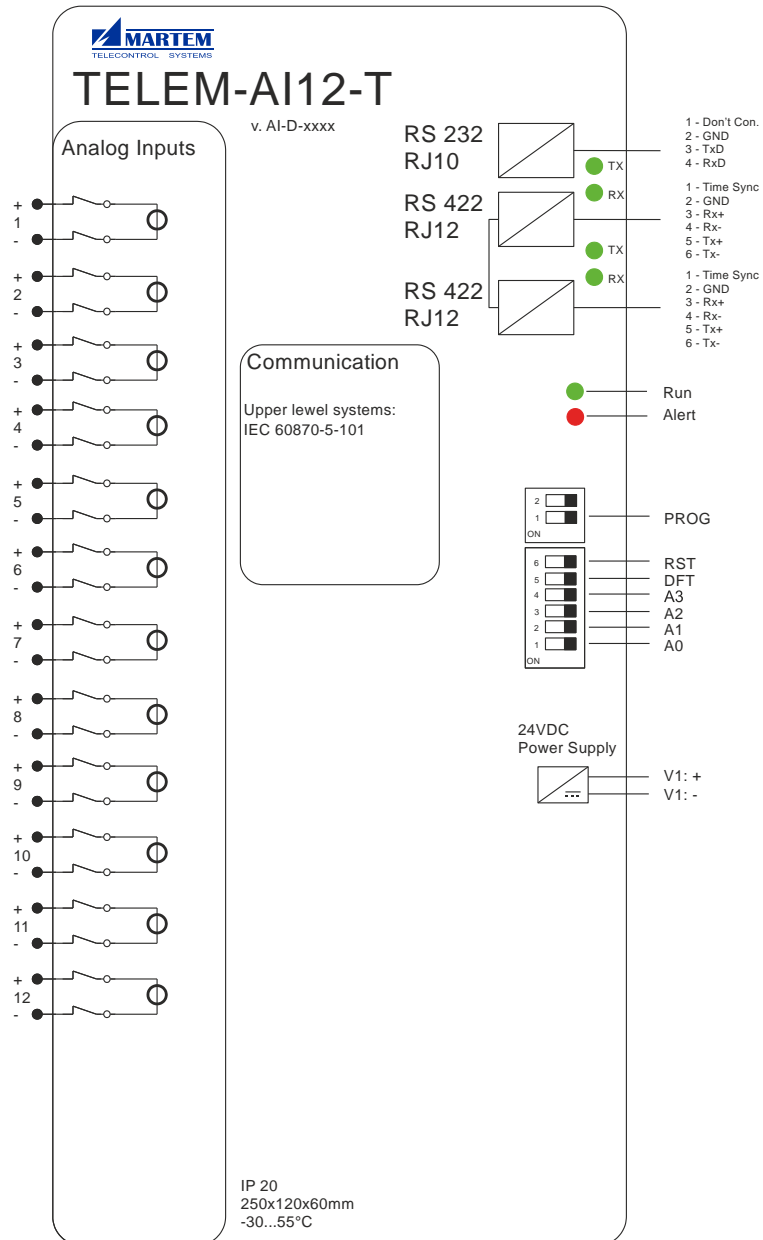 MARTEM
TELECONTROL SYSTEMS
TELEM-AI12-T
v. AI-D-xxxx
Analog Inputs
+
1
-
+
2
-
+
3
-
+
4
-
+
5
-
+
6
-
+
7
-
+
8
-
+
9
-
+
10
-
+
11
-
+
12
-
RS 232
RJ10
TX
RX
1 - Don't Con.
2 - GND
3 - TxD
4 - RxD
RS 422
RJ12
TX
RX
1 - Time Sync
2 - GND
3 - Rx+
4 - Rx-
5 - Tx+
6 - Tx-
RS 422
RJ12
1 - Time Sync
2 - GND
3 - Rx+
4 - Rx-
5 - Tx+
6 - Tx-
Communication
Upper lewel systems:
IEC 60870-5-101
Run
Alert
2
1 PROG
ON
6 RST
5 DFT
4 A3
3 A2
2 A1
1 A0
ON
24VDC
Power Supply
V1: +
V1: -
IP 20
250x120x60mm
-30...55°C